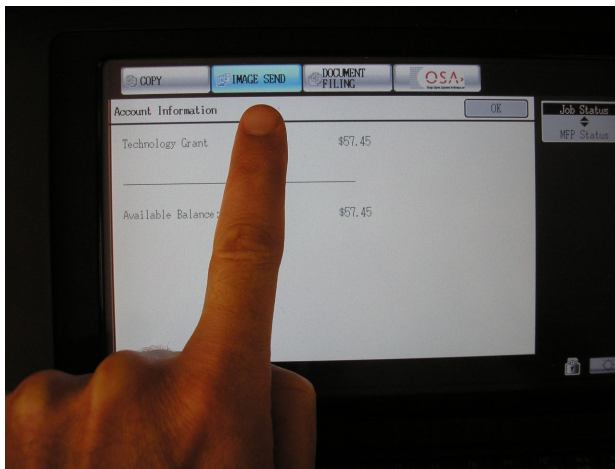 COPY
IMAGE SEND
DOCUMENT
FILING
OSA
Account Information
OK
Job Status
MFP Status
Technology Grant $57.45
Available Balance: $57.45